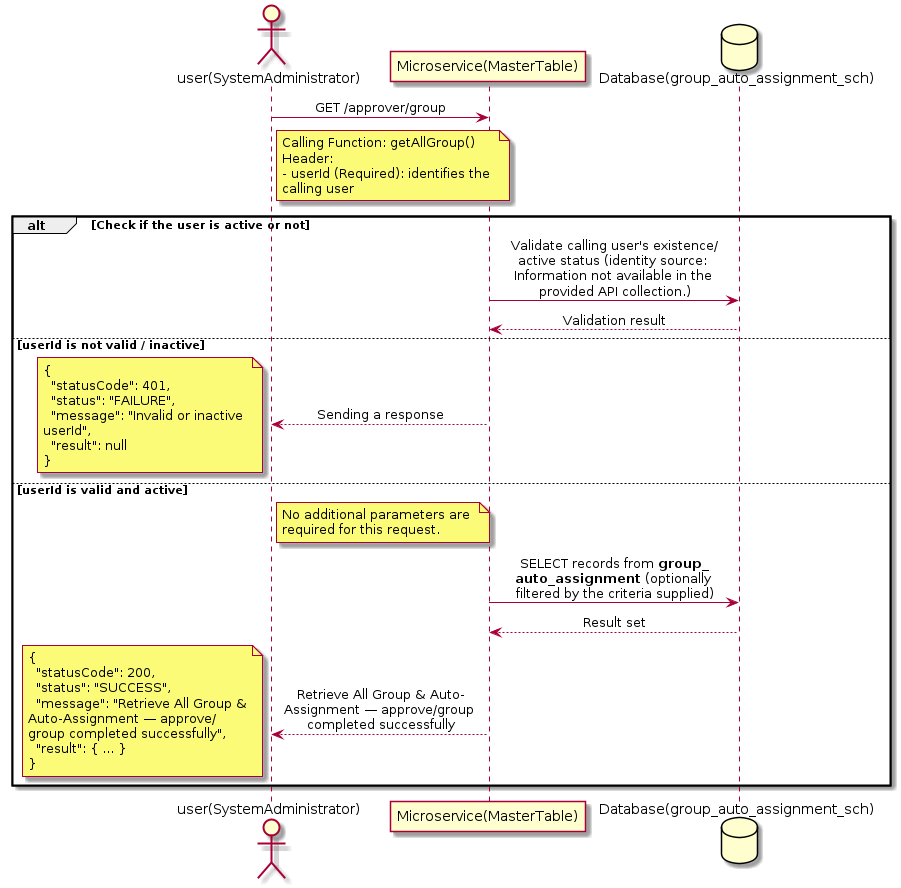 user(SystemAdministrator)
Microservice(MasterTable)
Database(group_auto_assignment_sch)
GET /approver/group
Calling Function: getAllGroup()
Header:
- userId (Required): identifies the
calling user
alt
[Check if the user is active or not]
Validate calling user's existence/
active status (identity source:
Information not available in the
provided API collection.)
Validation result
[userId is not valid / inactive]
{
"statusCode": 401,
"status": "FAILURE",
"message": "Invalid or inactive
userId",
"result": null
}
Sending a response
[userId is valid and active]
No additional parameters are
required for this request.
SELECT records from group_
auto_assignment (optionally
filtered by the criteria supplied)
Result set
{
"statusCode": 200,
"status": "SUCCESS",
"message": "Retrieve All Group &
Auto-Assignment — approve/
group completed successfully",
"result": { ... }
}
Retrieve All Group & Auto-
Assignment — approve/group
completed successfully
user(SystemAdministrator)
Microservice(MasterTable)
Database(group_auto_assignment_sch)